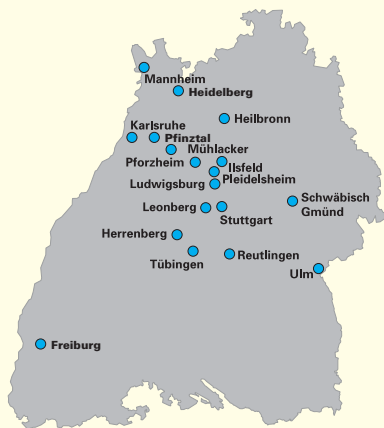 Mannheim
Heidelberg
Heilbronn
Karlsruhe
Pfinztal
Mühlacker
Pforzheim
Ilsfeld
Pleidelsheim
Ludwigsburg
Schwäbisch
Gmünd
Leonberg
Stuttgart
Herrenberg
Tübingen
Reutlingen
Ulm
Freiburg